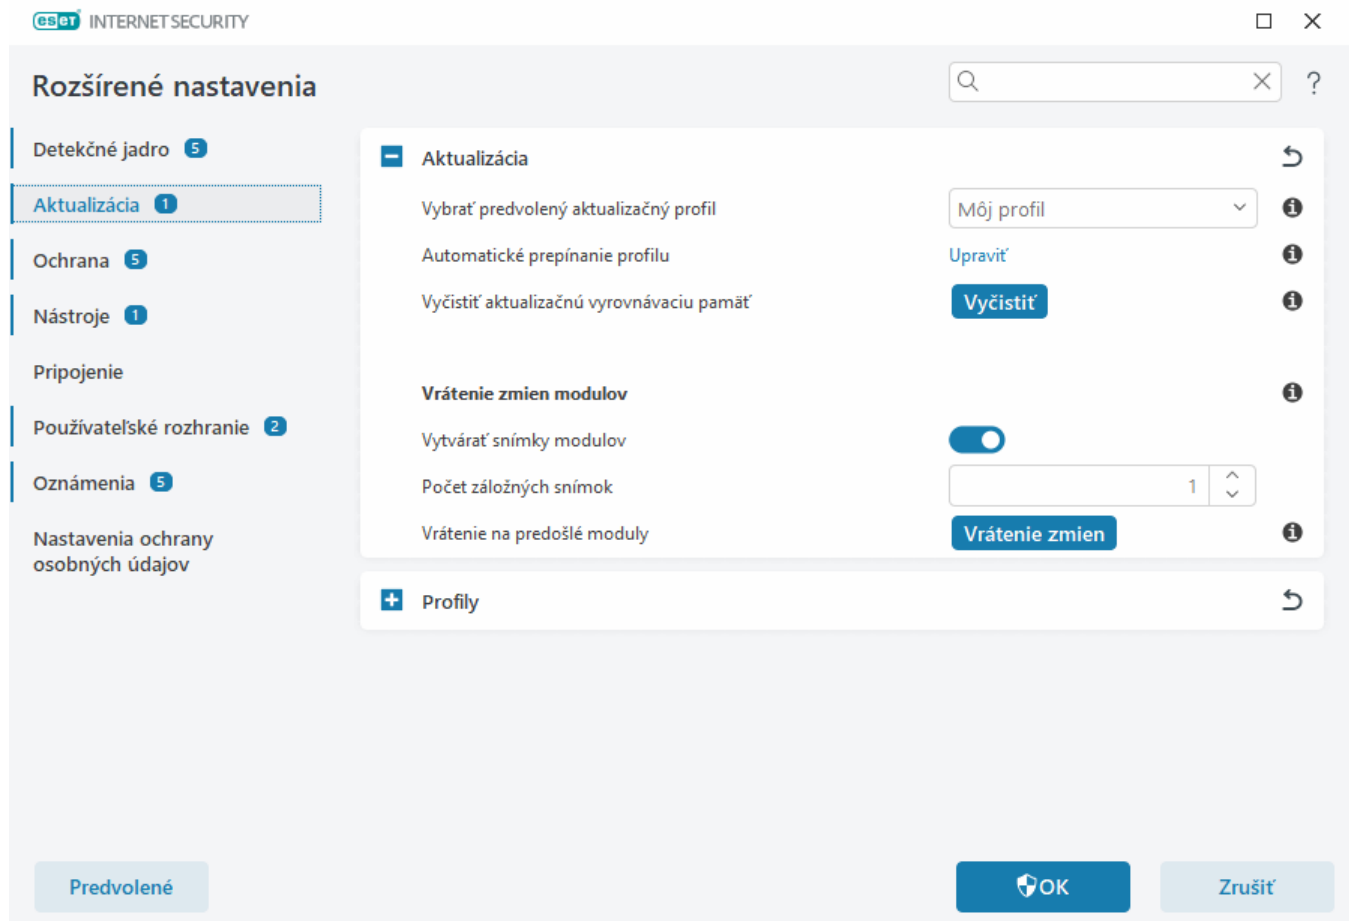 eset INTERNET SECURITY
Rozšírené nastavenia
?
Detekčné jadro 5
Aktualizácia 1
Ochrana 5
Nástroje 1
Pripojenie
Používateľské rozhranie 2
Oznámenia 5
Nastavenia ochrany
osobných údajov
Aktualizácia
Vybrať predvolený aktualizačný profil Môj profil
Automatické prepínanie profilu Upraviť
Vyčistiť aktualizačnú vyrovnávaciu pamäť Vyčistiť
Vrátenie zmien modulov
Vytvárať snímky modulov
Počet záložných snímok 1
Vrátenie na predošlé moduly Vrátenie zmien
Profily
Predvolené
OK
Zrušiť